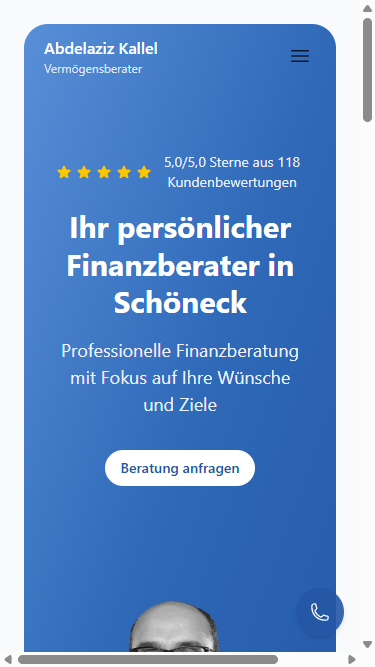 Abdelaziz Kallel
Vermögensberater
5,0/5,0 Sterne aus 118
Kundenbewertungen
Ihr persönlicher
Finanzberater in
Schöneck
Professionelle Finanzberatung
mit Fokus auf Ihre Wünsche
und Ziele
Beratung anfragen